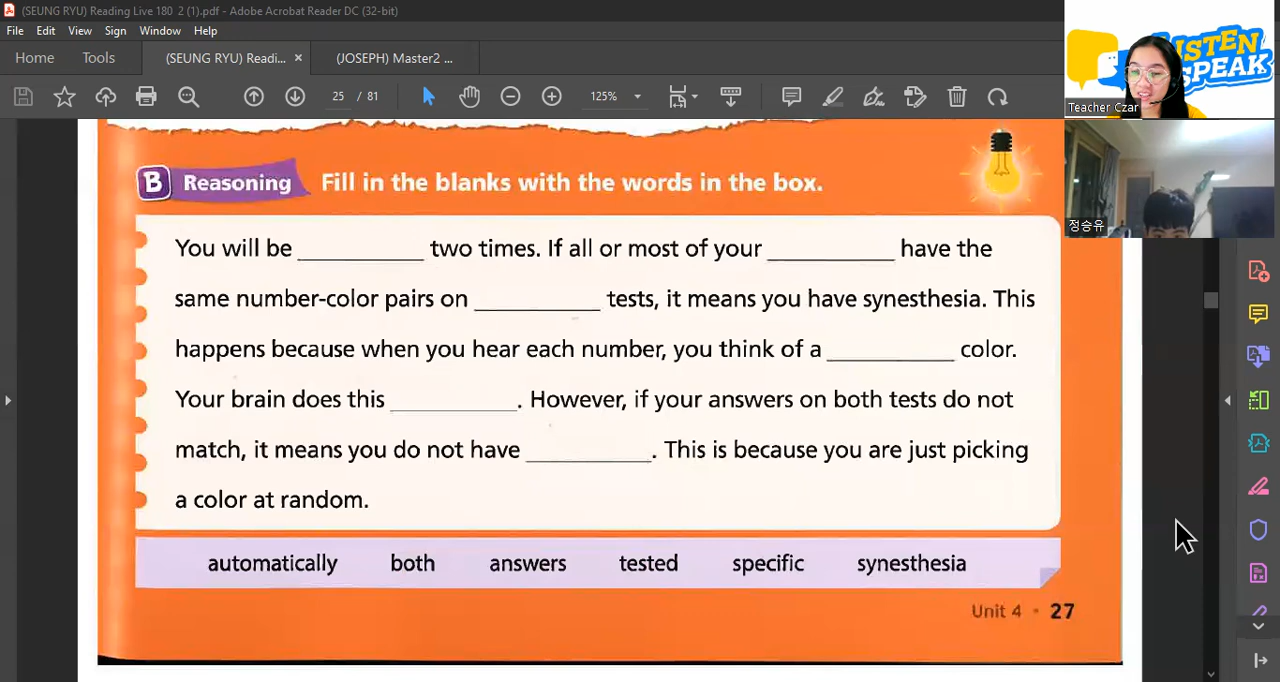 (SEUNG RYU) Reading Live 180 2 (1).pdf - Adobe Acrobat Reader DC (32-bit)
File Edit View Sign Window Help
Home Tools (SEUNG RYU) Readi... × (JOSEPH) Master2 ...
25 / 81 125%
LISTEN
SPEAK
Teacher Czar
정승유
B Reasoning Fill in the blanks with the words in the box.
You will be ____________ two times. If all or most of your ____________ have the
same number-color pairs on ____________ tests, it means you have synesthesia. This
happens because when you hear each number, you think of a ____________ color.
Your brain does this ____________. However, if your answers on both tests do not
match, it means you do not have ____________. This is because you are just picking
a color at random.
automatically both answers tested specific synesthesia
Unit 4 • 27